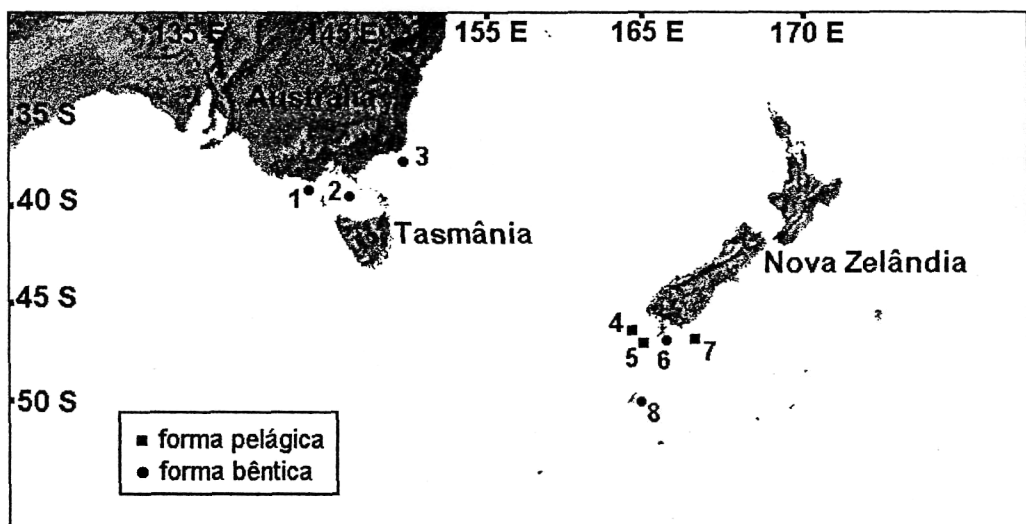 135 E 145 E 155 E 165 E 170 E
Australia
35 S
3
1 2
40 S
Tasmânia
Nova Zelândia
45 S
4
5 6 7
50 S
8
forma pelágica
forma bêntica